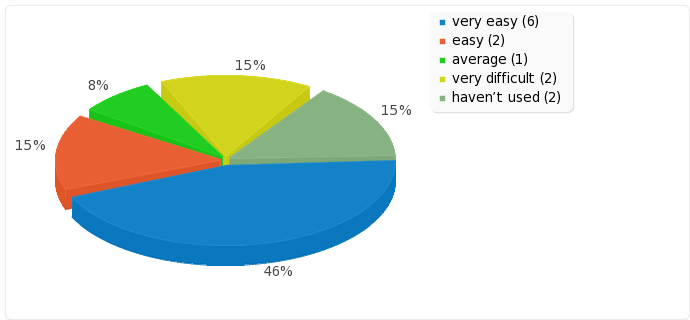 very easy (6)
easy (2)
average (1)
very difficult (2)
haven't used (2)
15%
8%
15%
15%
46%